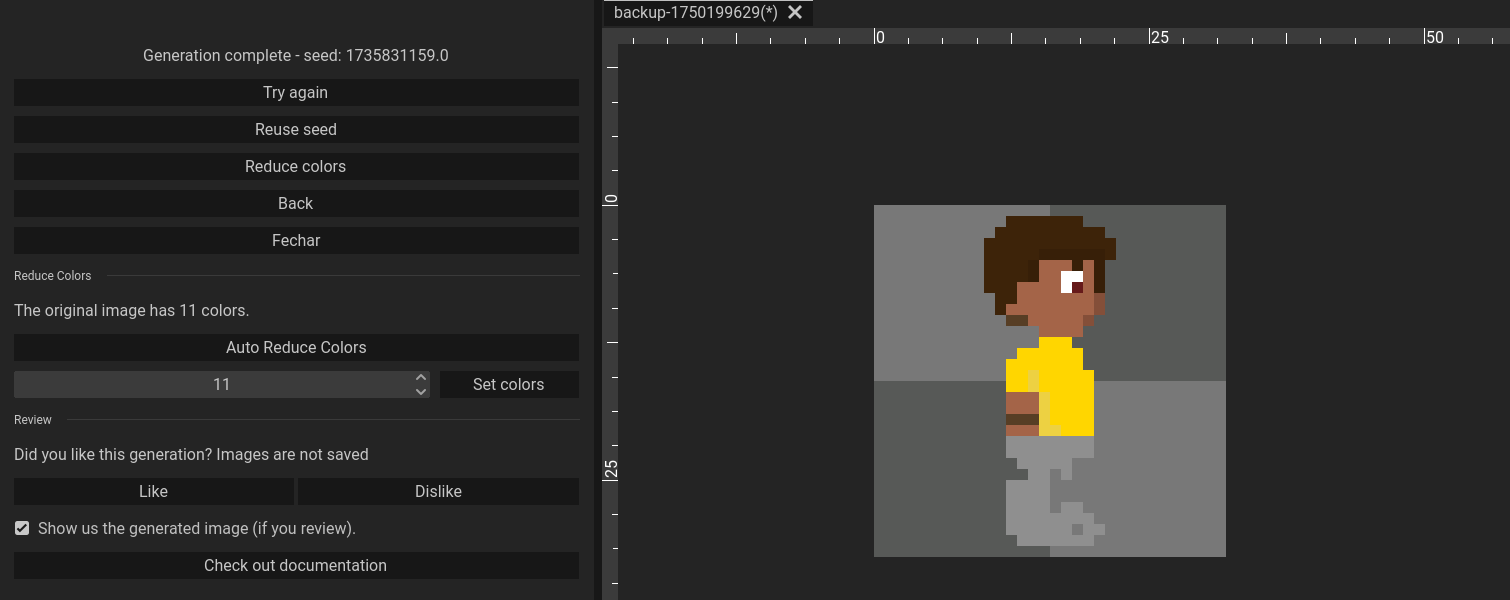 Generation complete - seed: 1735831159.0
Try again
Reuse seed
Reduce colors
Back
Fechar
Reduce Colors
The original image has 11 colors.
Auto Reduce Colors
11
Set colors
Review
Did you like this generation? Images are not saved
Like
Dislike
Show us the generated image (if you review).
Check out documentation
backup-1750199629(*)
0
25
50
0
25